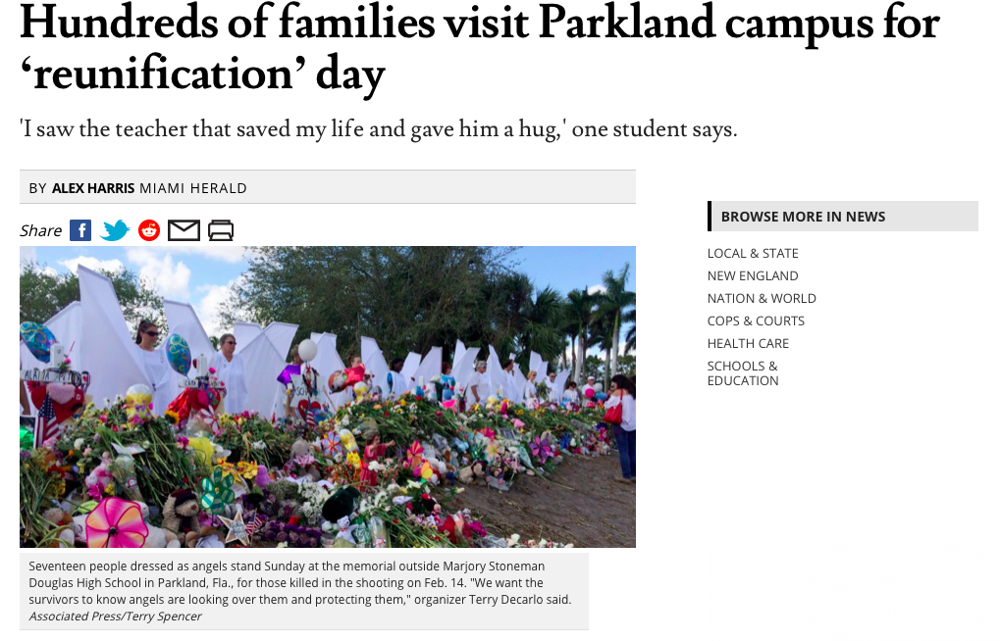 Hundreds of families visit Parkland campus for
‘reunification’ day
'I saw the teacher that saved my life and gave him a hug,' one student says.
BY ALEX HARRIS MIAMI HERALD
Share
BROWSE MORE IN NEWS
LOCAL & STATE
NEW ENGLAND
NATION & WORLD
COPS & COURTS
HEALTH CARE
SCHOOLS &
EDUCATION
Seventeen people dressed as angels stand Sunday at the memorial outside Marjory Stoneman
Douglas High School in Parkland, Fla., for those killed in the shooting on Feb. 14. "We want the
survivors to know angels are looking over them and protecting them," organizer Terry Decarlo said.
Associated Press/Terry Spencer